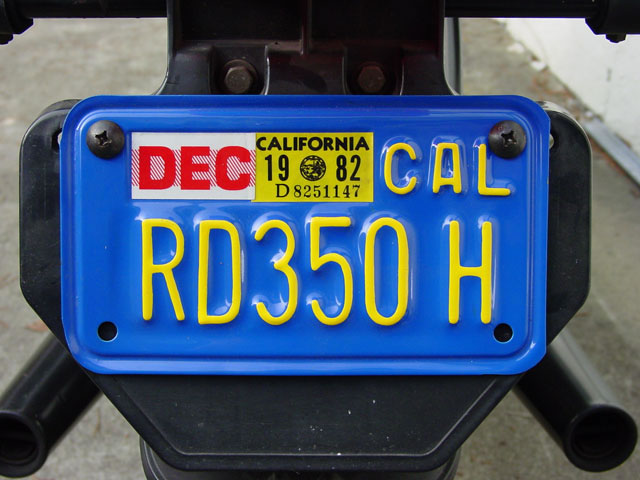 DEC CALIFORNIA CAL
19 82
D8251147
RD350 H